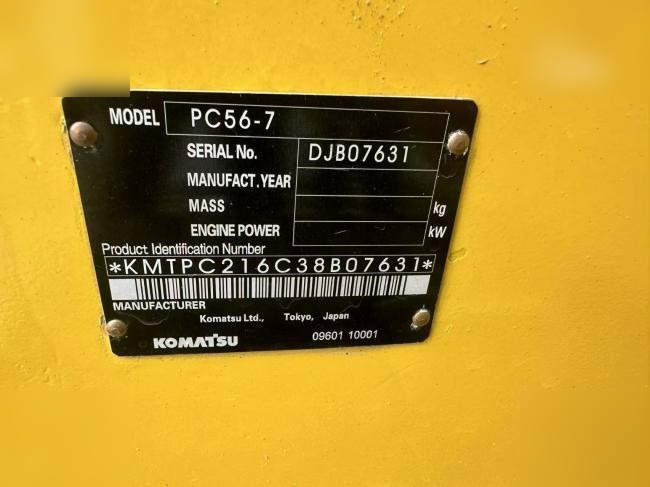 MODEL PC56-7
SERIAL No. DJB07631
MANUFACT.YEAR
MASS kg
ENGINE POWER kW
Product Identification Number
*KMTPC216C38B07631*
MANUFACTURER
Komatsu Ltd., Tokyo, Japan
KOMATSU 09601 10001